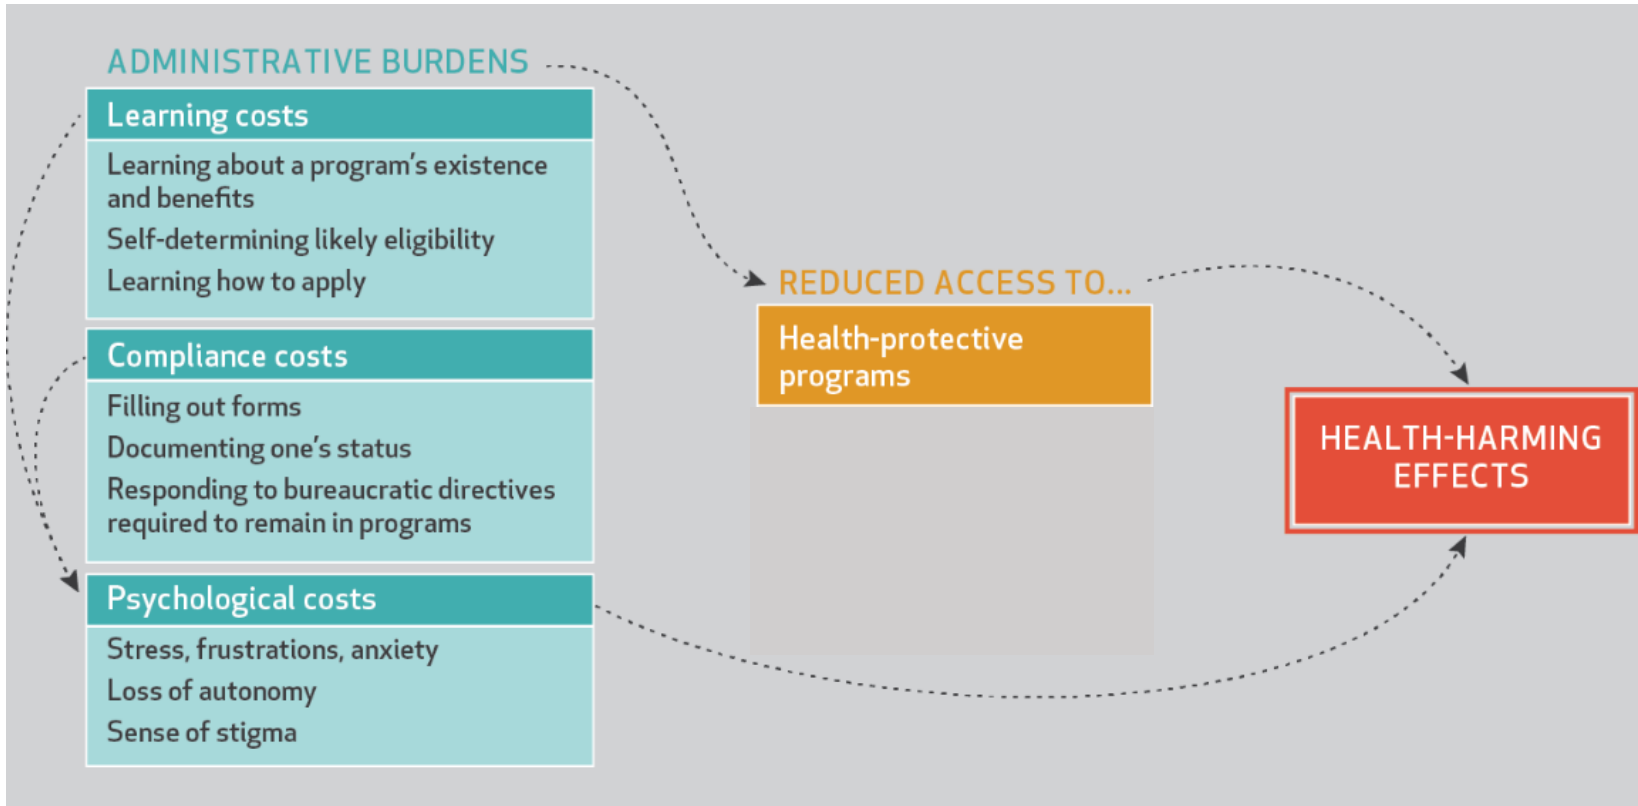 ADMINISTRATIVE BURDENS
Learning costs
Learning about a program’s existence
and benefits
Self-determining likely eligibility
Learning how to apply
Compliance costs
Filling out forms
Documenting one’s status
Responding to bureaucratic directives
required to remain in programs
Psychological costs
Stress, frustrations, anxiety
Loss of autonomy
Sense of stigma
REDUCED ACCESS TO...
Health-protective
programs
HEALTH-HARMING
EFFECTS